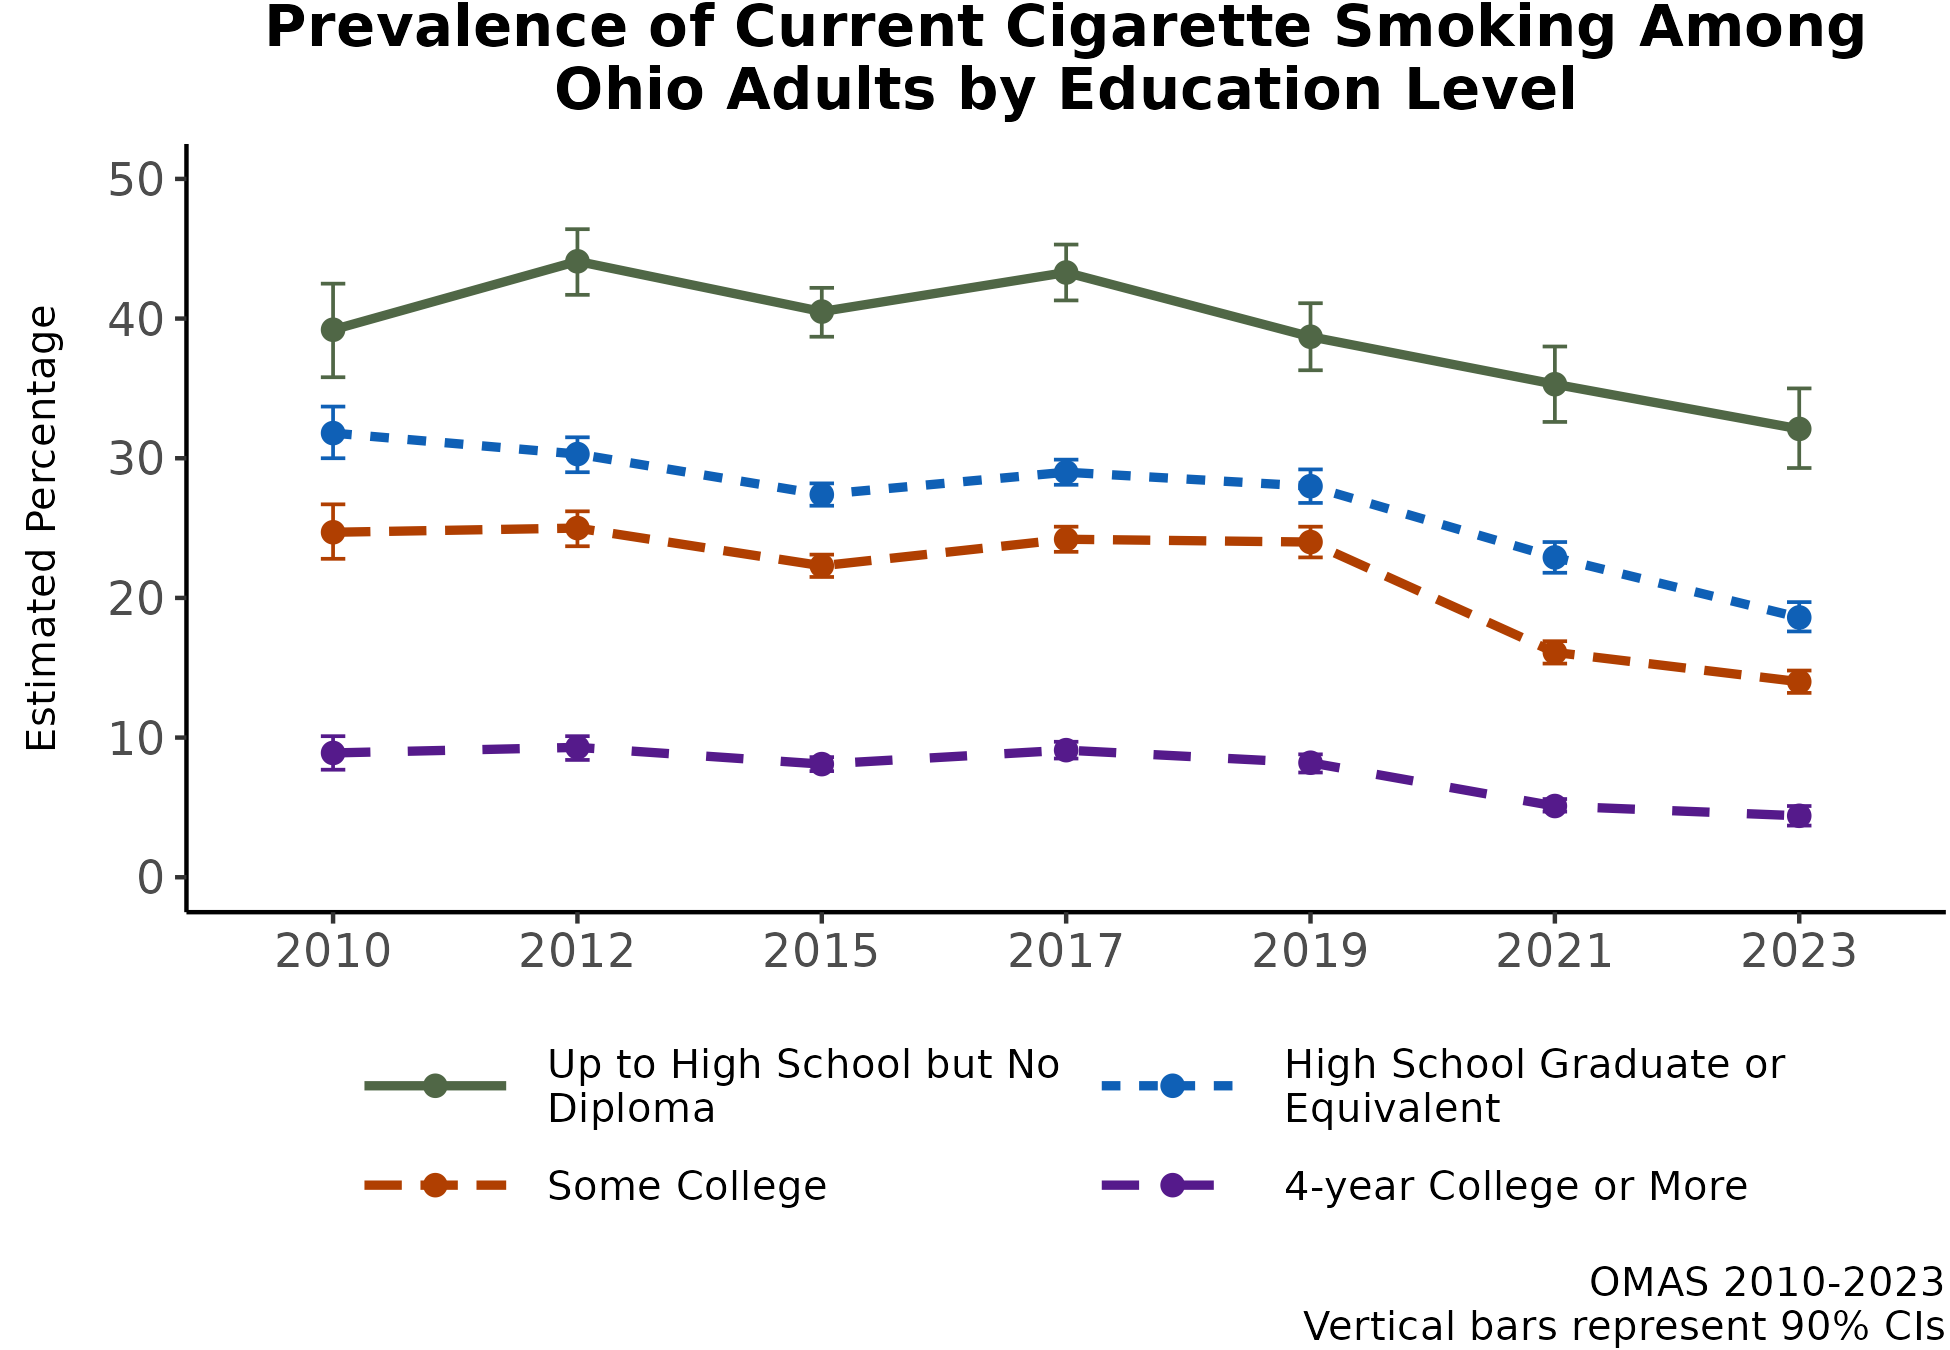 Prevalence of Current Cigarette Smoking Among
Ohio Adults by Education Level
Estimated Percentage
50
40
30
20
10
0
2010 2012 2015 2017 2019 2021 2023
Up to High School but No
Diploma
High School Graduate or
Equivalent
Some College
4-year College or More
OMAS 2010-2023
Vertical bars represent 90% CIs